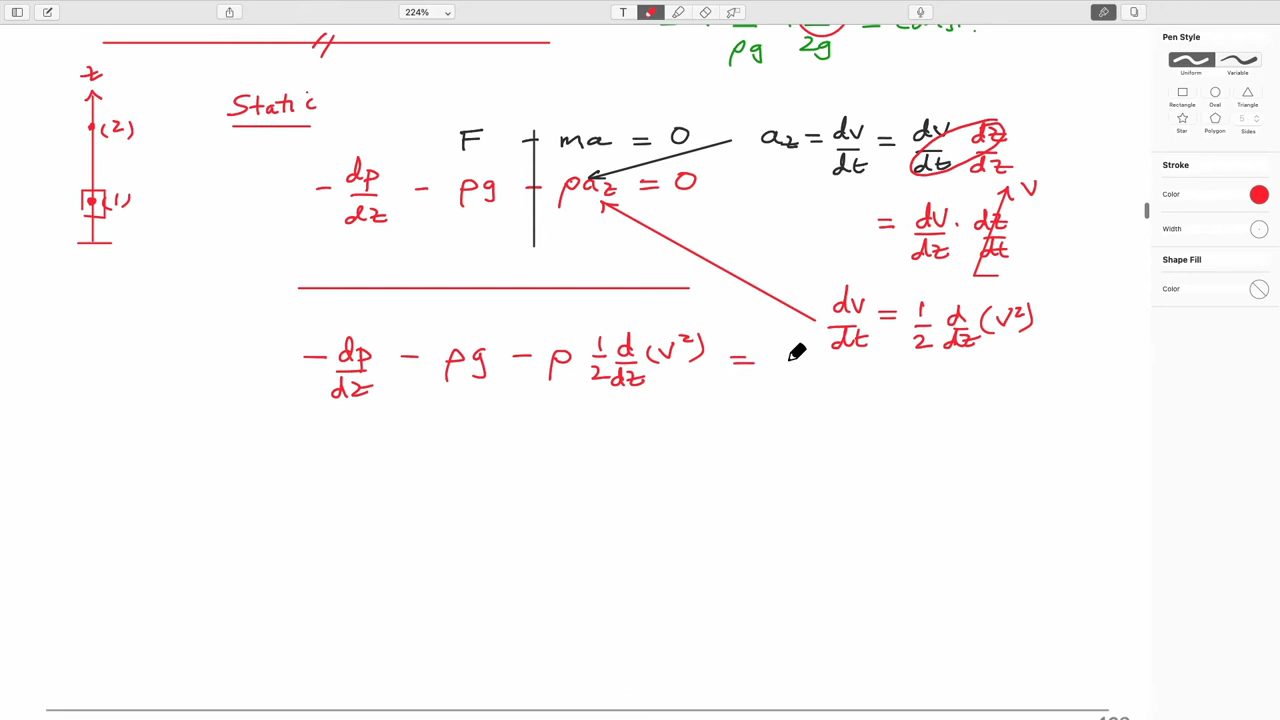 224%
T
ρg 2g
z
(2)
(1)
Static
F + ma = 0
a_z = dv/dt = dv/dt dz/dz
- dp/dz - ρg - ρa_z = 0
= dv/dz · dz/dt
V
dv/dt = 1/2 d/dz (v²)
- dp/dz - ρg - ρ 1/2 d/dz (v²) =
Pen Style
Uniform Variable
Rectangle Oval Triangle
5
Star Polygon Sides
Stroke
Color
Width
Shape Fill
Color